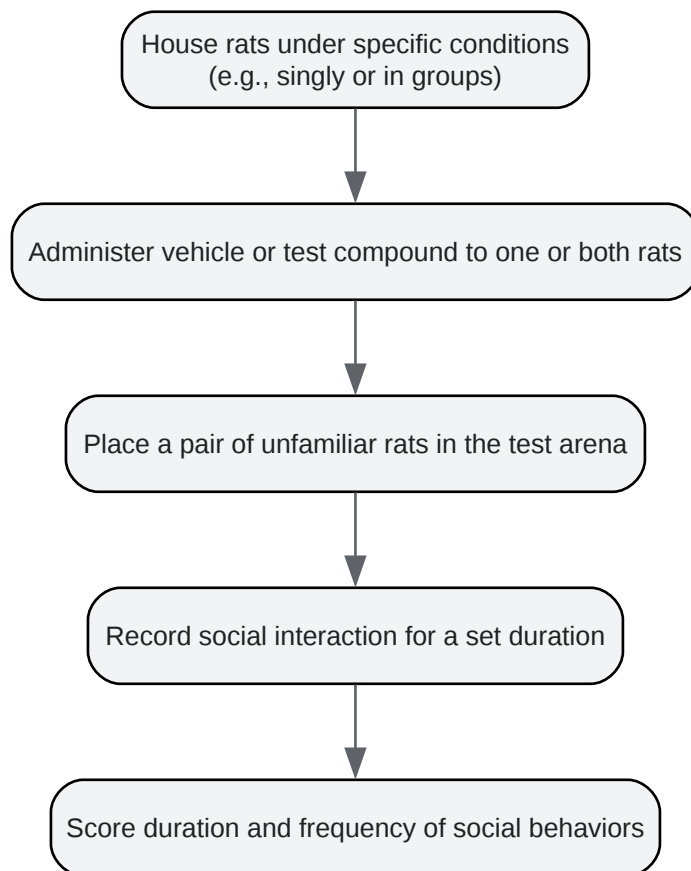 House rats under specific conditions
(e.g., singly or in groups)
Administer vehicle or test compound to one or both rats
Place a pair of unfamiliar rats in the test arena
Record social interaction for a set duration
Score duration and frequency of social behaviors